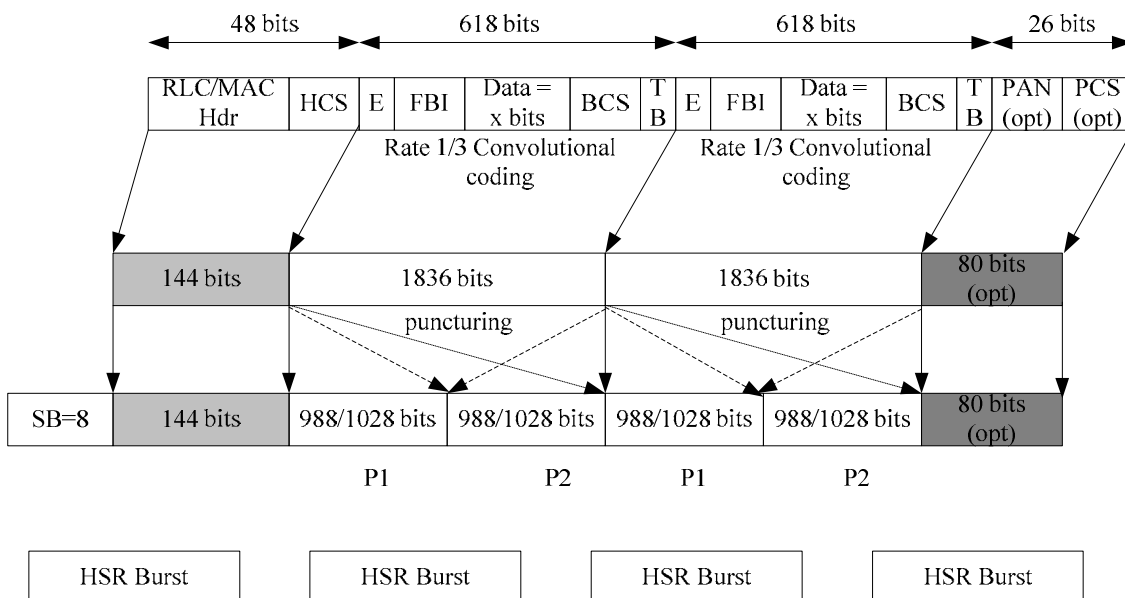 48 bits 618 bits 618 bits 26 bits
RLC/MAC Hdr
HCS
E
FBI
Data = x bits
BCS
T B
E
FBI
Data = x bits
BCS
T B
PAN (opt)
PCS (opt)
Rate 1/3 Convolutional
coding
Rate 1/3 Convolutional
coding
144 bits
1836 bits
1836 bits
80 bits
(opt)
puncturing
puncturing
SB=8
144 bits
988/1028 bits
988/1028 bits
988/1028 bits
988/1028 bits
80 bits
(opt)
P1 P2 P1 P2
HSR Burst
HSR Burst
HSR Burst
HSR Burst